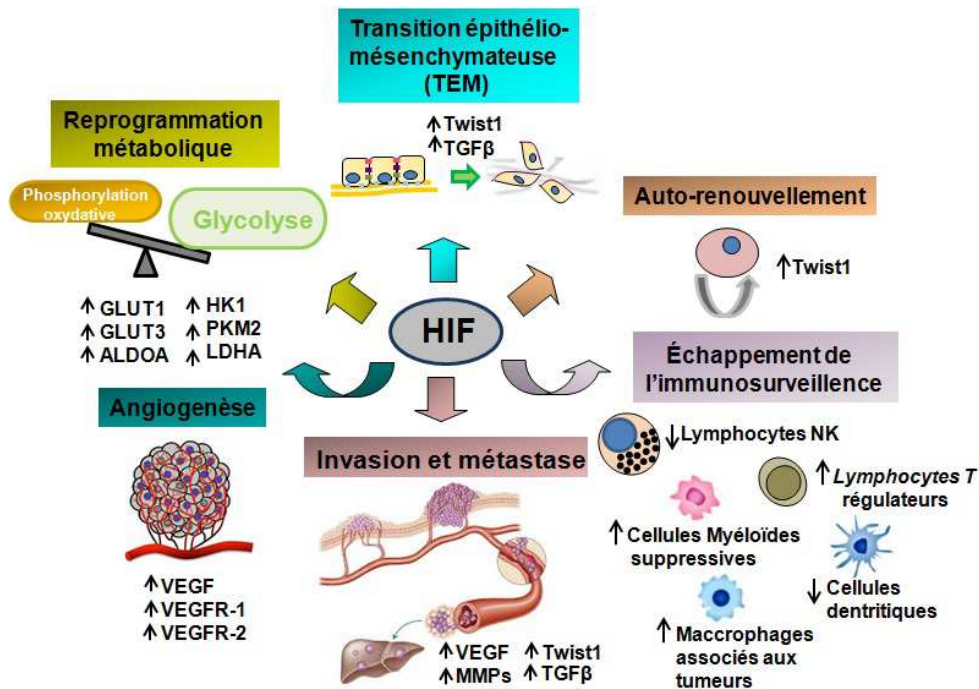 Transition épithélio-
mésenchymateuse
(TEM)
↑ Twist1
↑ TGFβ
Reprogrammation
métabolique
Phosphorylation
oxydative
Glycolyse
↑ GLUT1
↑ GLUT3
↑ ALDOA
↑ HK1
↑ PKM2
↑ LDHA
Auto-renouvellement
↑ Twist1
HIF
Échappement de
l'immunosurveillence
↓ Lymphocytes NK
↑ Lymphocytes T
régulateurs
↑ Cellules Myéloïdes
suppressives
↓ Cellules
dentritiques
↑ Maccrophages
associés aux
tumeurs
Angiogenèse
↑ VEGF
↑ VEGFR-1
↑ VEGFR-2
Invasion et métastase
↑ VEGF
↑ MMPs
↑ Twist1
↑ TGFβ